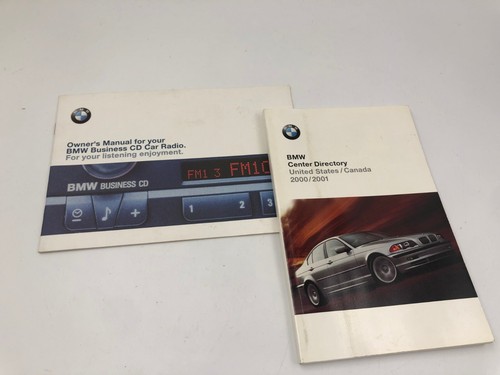 Owner's Manual for your
BMW Business CD Car Radio.
For your listening enjoyment.
BMW BUSINESS CD
FM1 3 FM10
1 2 3
BMW
Center Directory
United States/Canada
2000/2001